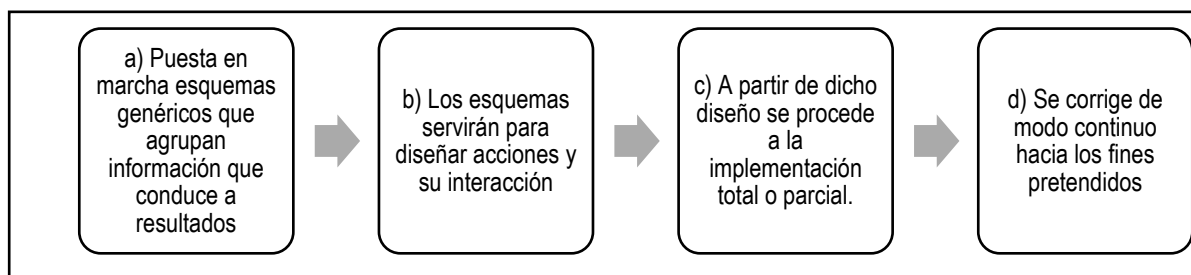 a) Puesta en
marcha esquemas
genéricos que
agrupan
información que
conduce a
resultados
b) Los esquemas
servirán para
diseñar acciones y
su interacción
c) A partir de dicho
diseño se procede
a la
implementación
total o parcial.
d) Se corrige de
modo continuo
hacia los fines
pretendidos